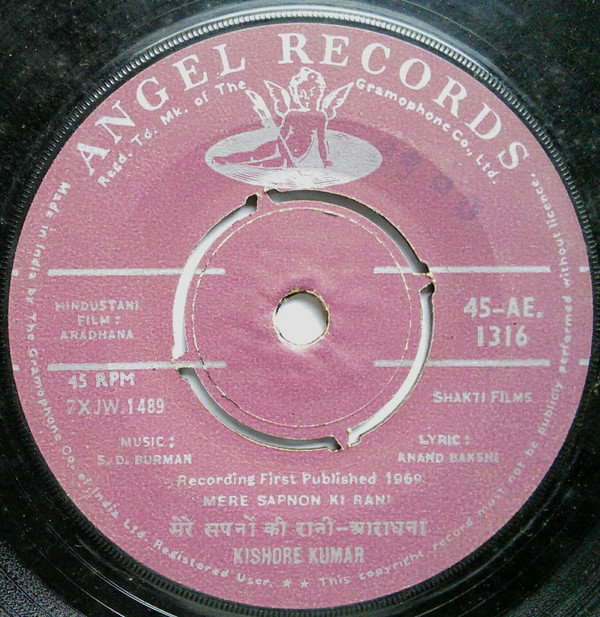 ANGEL RECORDS
Regd. Td. Mk. of The Gramophone Co., Ltd.
HINDUSTANI
FILM:
ARADHANA
45-AE.
1316
45 RPM
7XJW.1489
SHAKTI FILMS
MUSIC:
S. D. BURMAN
LYRIC:
ANAND BAKSHI
Recording First Published 1969
MERE SAPNON KI RANI
मेरे सपनों की रानी-आराधना
KISHORE KUMAR
Made in India by The Gramophone Co. of India Ltd. Registered User. ★ ★ This copyright record must not be publicly performed without licence.